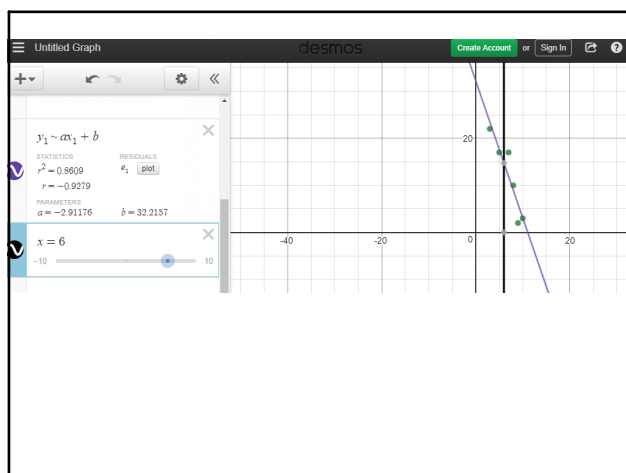 Untitled Graph
desmos
Create Account or Sign In
y₁ ~ ax₁ + b
STATISTICS
RESIDUALS
r² = 0.8609
e₁ plot
r = −0.9279
PARAMETERS
a = −2.91176
b = 32.2157
x = 6
−10
10
20
-40
-20
0
20